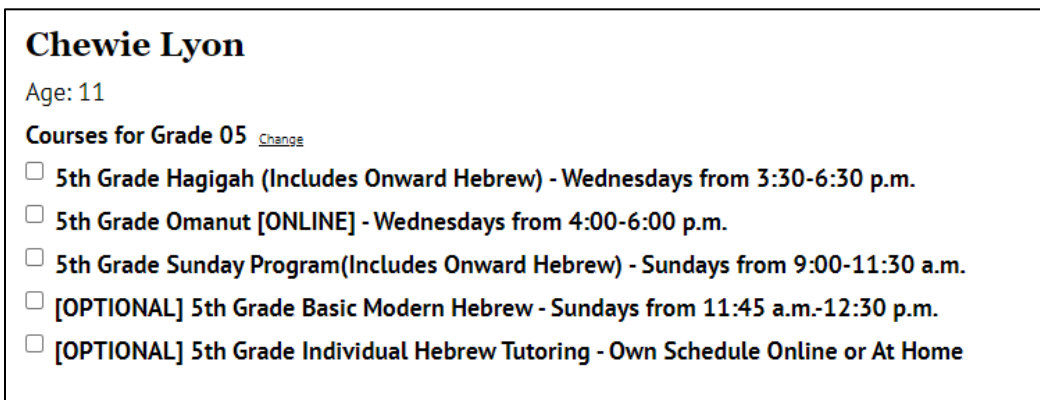 Chewie Lyon
Age: 11
Courses for Grade 05 Change
5th Grade Hagigah (Includes Onward Hebrew) - Wednesdays from 3:30-6:30 p.m.
5th Grade Omanut [ONLINE] - Wednesdays from 4:00-6:00 p.m.
5th Grade Sunday Program(Includes Onward Hebrew) - Sundays from 9:00-11:30 a.m.
[OPTIONAL] 5th Grade Basic Modern Hebrew - Sundays from 11:45 a.m.-12:30 p.m.
[OPTIONAL] 5th Grade Individual Hebrew Tutoring - Own Schedule Online or At Home